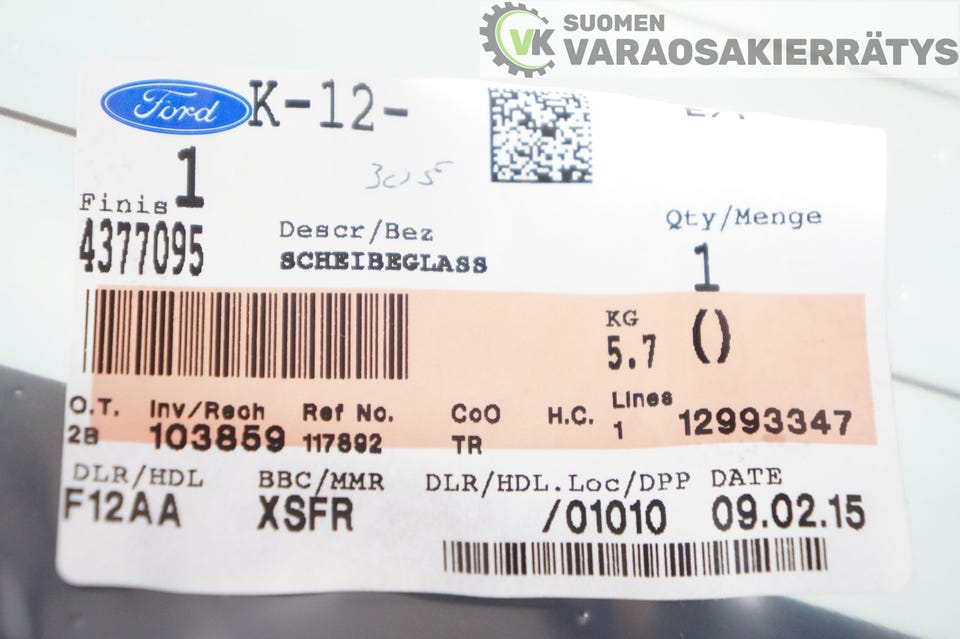 SUOMEN
VK VARAOSAKIERRÄTYS
Ford K-12-
305
1
Finis
4377095
Descr/Bez
SCHEIBEGLASS
Qty/Menge
1
KG
5.7 ()
O.T. Inv/Rech Ref No. CoO H.C. Lines
2B 103859 117892 TR 1 12993347
DLR/HDL BBC/MMR DLR/HDL.Loc/DPP DATE
F12AA XSFR /01010 09.02.15